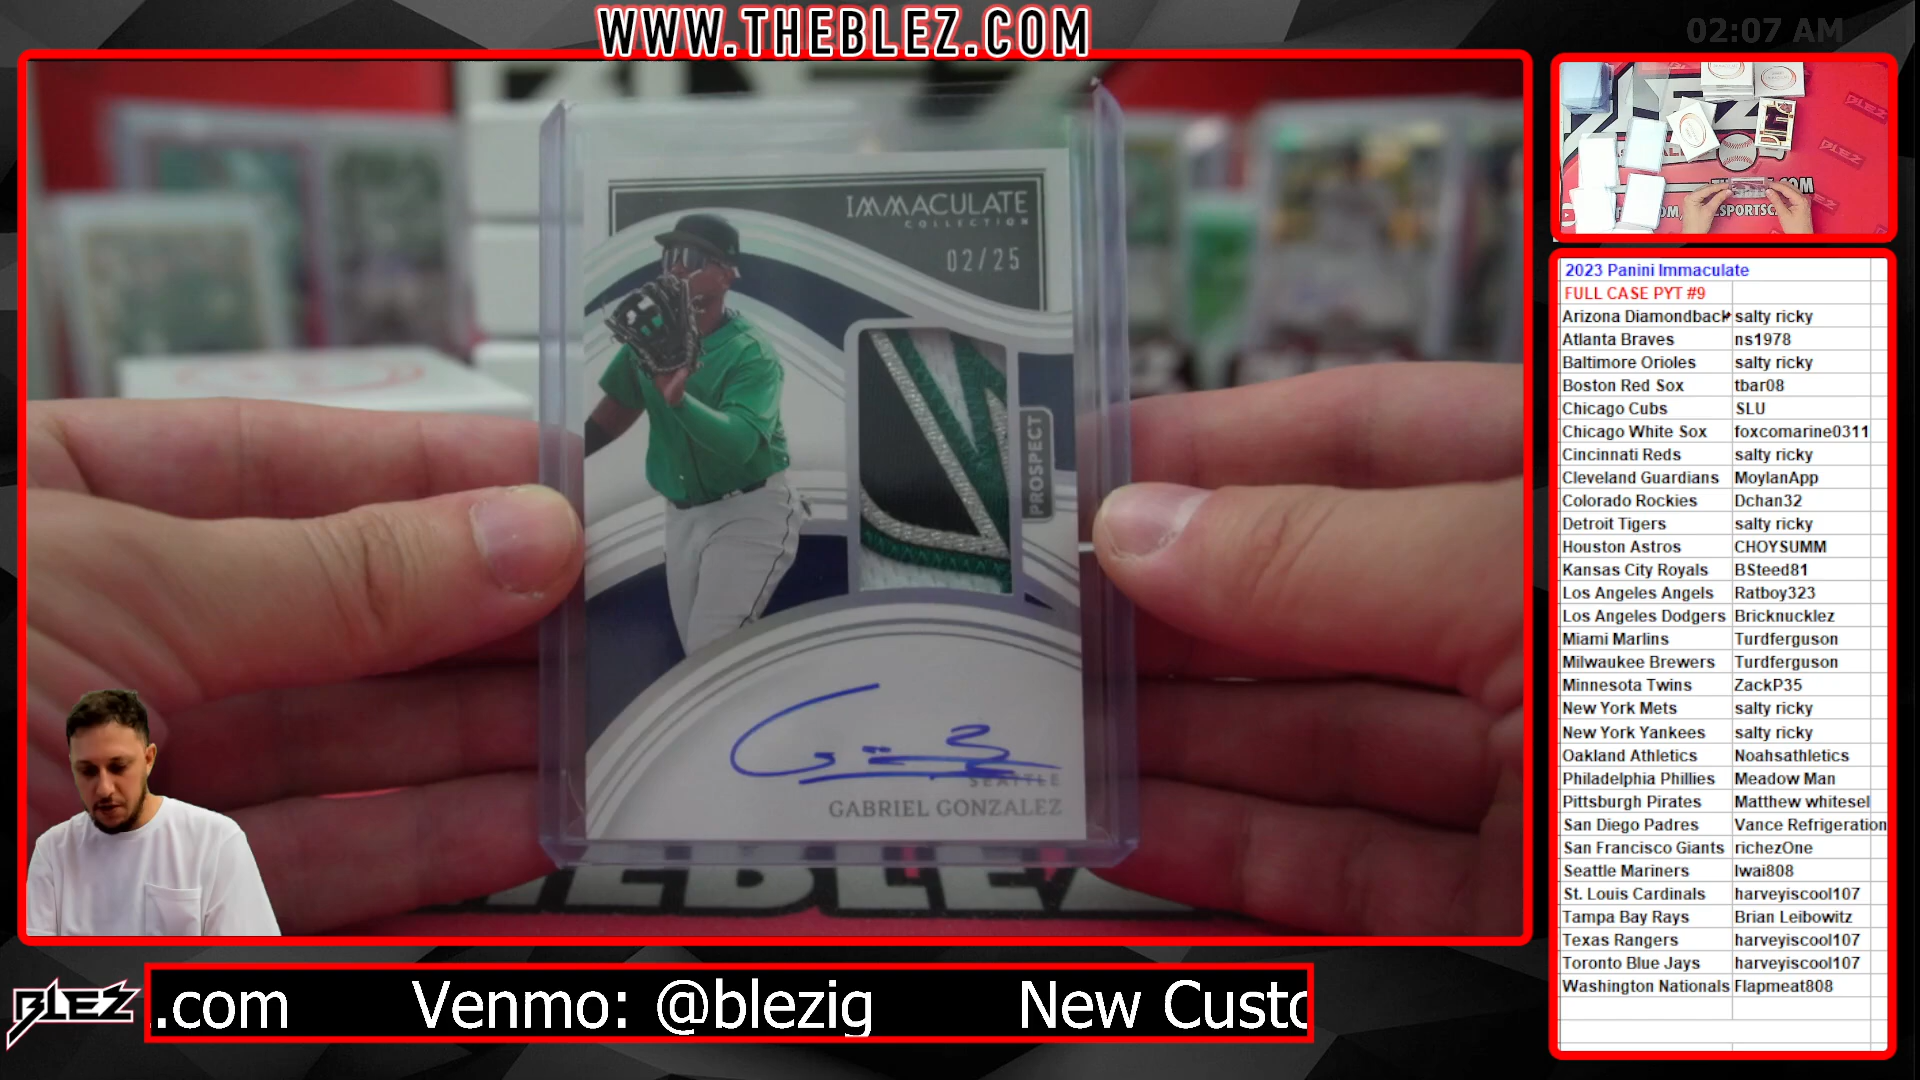 WWW.THEBLEZ.COM
02:07 AM
IMMACULATE
COLLECTION
02/25
PROSPECT
SEATTLE
GABRIEL GONZALEZ
2023 Panini Immaculate
FULL CASE PYT #9
Arizona Diamondback salty ricky
Atlanta Braves ns1978
Baltimore Orioles salty ricky
Boston Red Sox tbar08
Chicago Cubs SLU
Chicago White Sox foxcomarine0311
Cincinnati Reds salty ricky
Cleveland Guardians MoylanApp
Colorado Rockies Dchan32
Detroit Tigers salty ricky
Houston Astros CHOYSUMM
Kansas City Royals BSteed81
Los Angeles Angels Ratboy323
Los Angeles Dodgers Bricknucklez
Miami Marlins Turdferguson
Milwaukee Brewers Turdferguson
Minnesota Twins ZackP35
New York Mets salty ricky
New York Yankees salty ricky
Oakland Athletics Noahsathletics
Philadelphia Phillies Meadow Man
Pittsburgh Pirates Matthew whitesel
San Diego Padres Vance Refrigeration
San Francisco Giants richezOne
Seattle Mariners lwai808
St. Louis Cardinals harveyiscool107
Tampa Bay Rays Brian Leibowitz
Texas Rangers harveyiscool107
Toronto Blue Jays harveyiscool107
Washington Nationals Flapmeat808
BLEZ
.com Venmo: @blezig New Custo